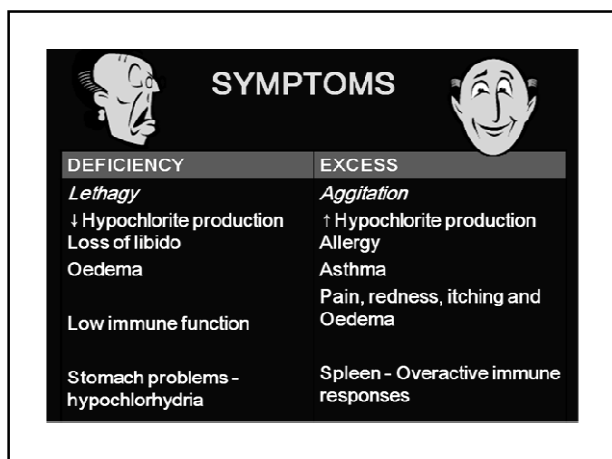 SYMPTOMS
DEFICIENCY EXCESS
Lethagy Aggitation
↓ Hypochlorite production ↑ Hypochlorite production
Loss of libido Allergy
Oedema Asthma
Pain, redness, itching and
Low immune function Oedema
Stomach problems - Spleen - Overactive immune
hypochlorhydria responses